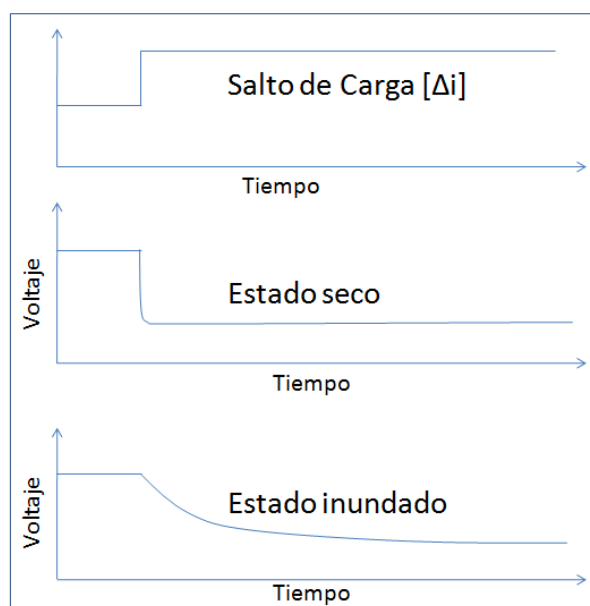 Salto de Carga [Δi]
Tiempo
Voltaje
Estado seco
Tiempo
Voltaje
Estado inundado
Tiempo